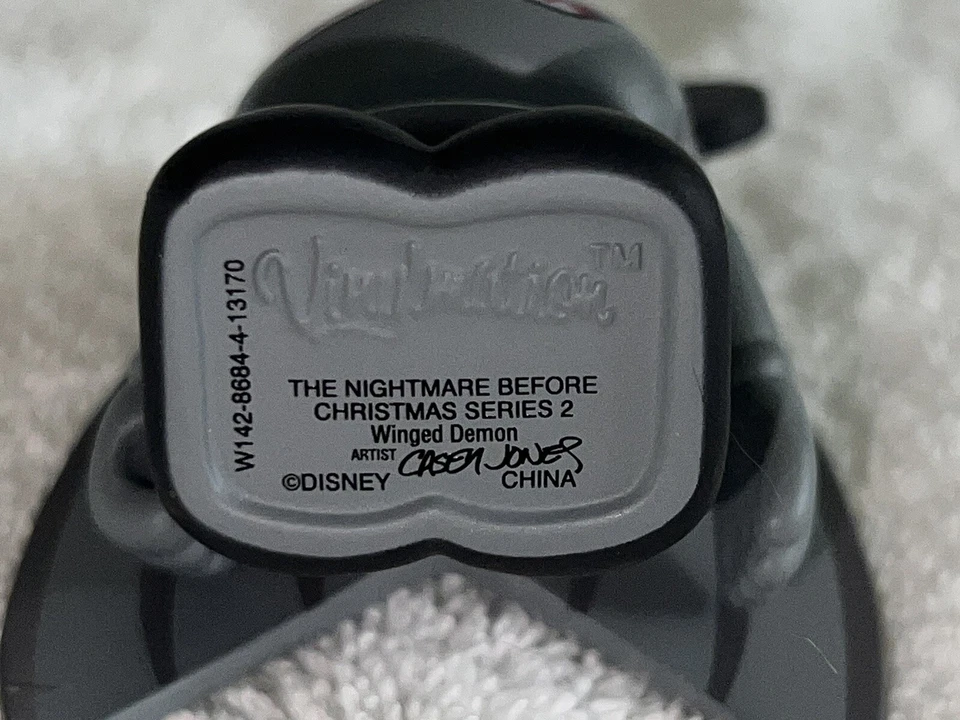 Vinylmation™
THE NIGHTMARE BEFORE
CHRISTMAS SERIES 2
Winged Demon
ARTIST CASEY JONES
©DISNEY CHINA
W142-8684-4-13170